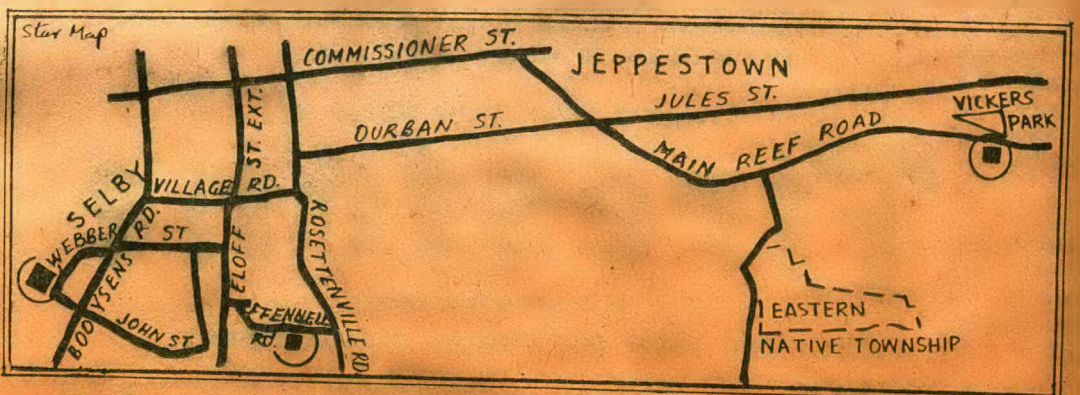 Star Map
COMMISSIONER ST.
JEPPESTOWN
JULES ST.
VICKERS
PARK
DURBAN ST.
MAIN REEF ROAD
ELOFF ST. EXT.
VILLAGE RD.
SELBY
WEBBER ST
BOOYSENS RD.
ROSETTENVILLE RD.
JOHN ST.
RD.
EASTERN
NATIVE TOWNSHIP